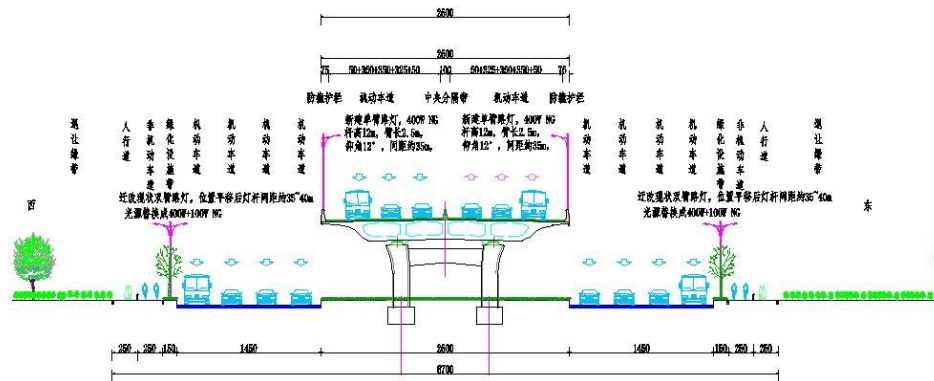 2600
2600
75 50+350+350+325+50 100 50+325+350+350+50 75
防撞护栏 机动车道 中央分隔带 机动车道 防撞护栏
新建单臂路灯，400W NG
杆高12m，臂长2.5m，
仰角12°，间距约35m，
新建单臂路灯，400W NG
杆高12m，臂长2.5m，
仰角12°，间距约35m，
退让绿带
人行道
非机动车道
绿化设施带
机动车道
机动车道
机动车道
机动车道
机动车道
机动车道
机动车道
机动车道
绿化设施带
非机动车道
人行道
退让绿带
迁改现状双臂路灯，位置平移后灯杆间距约35~40m
光源替换成400W+100W NG
迁改现状双臂路灯，位置平移后灯杆间距约35~40m
光源替换成400W+100W NG
西
东
250 250 150 1450 2600 1450 150 250 250
6700